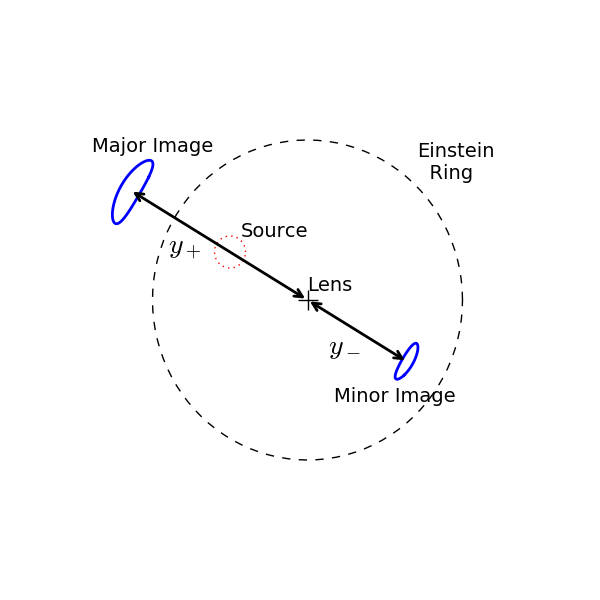 Major Image
Einstein
Ring
Source
y+
Lens
y−
Minor Image